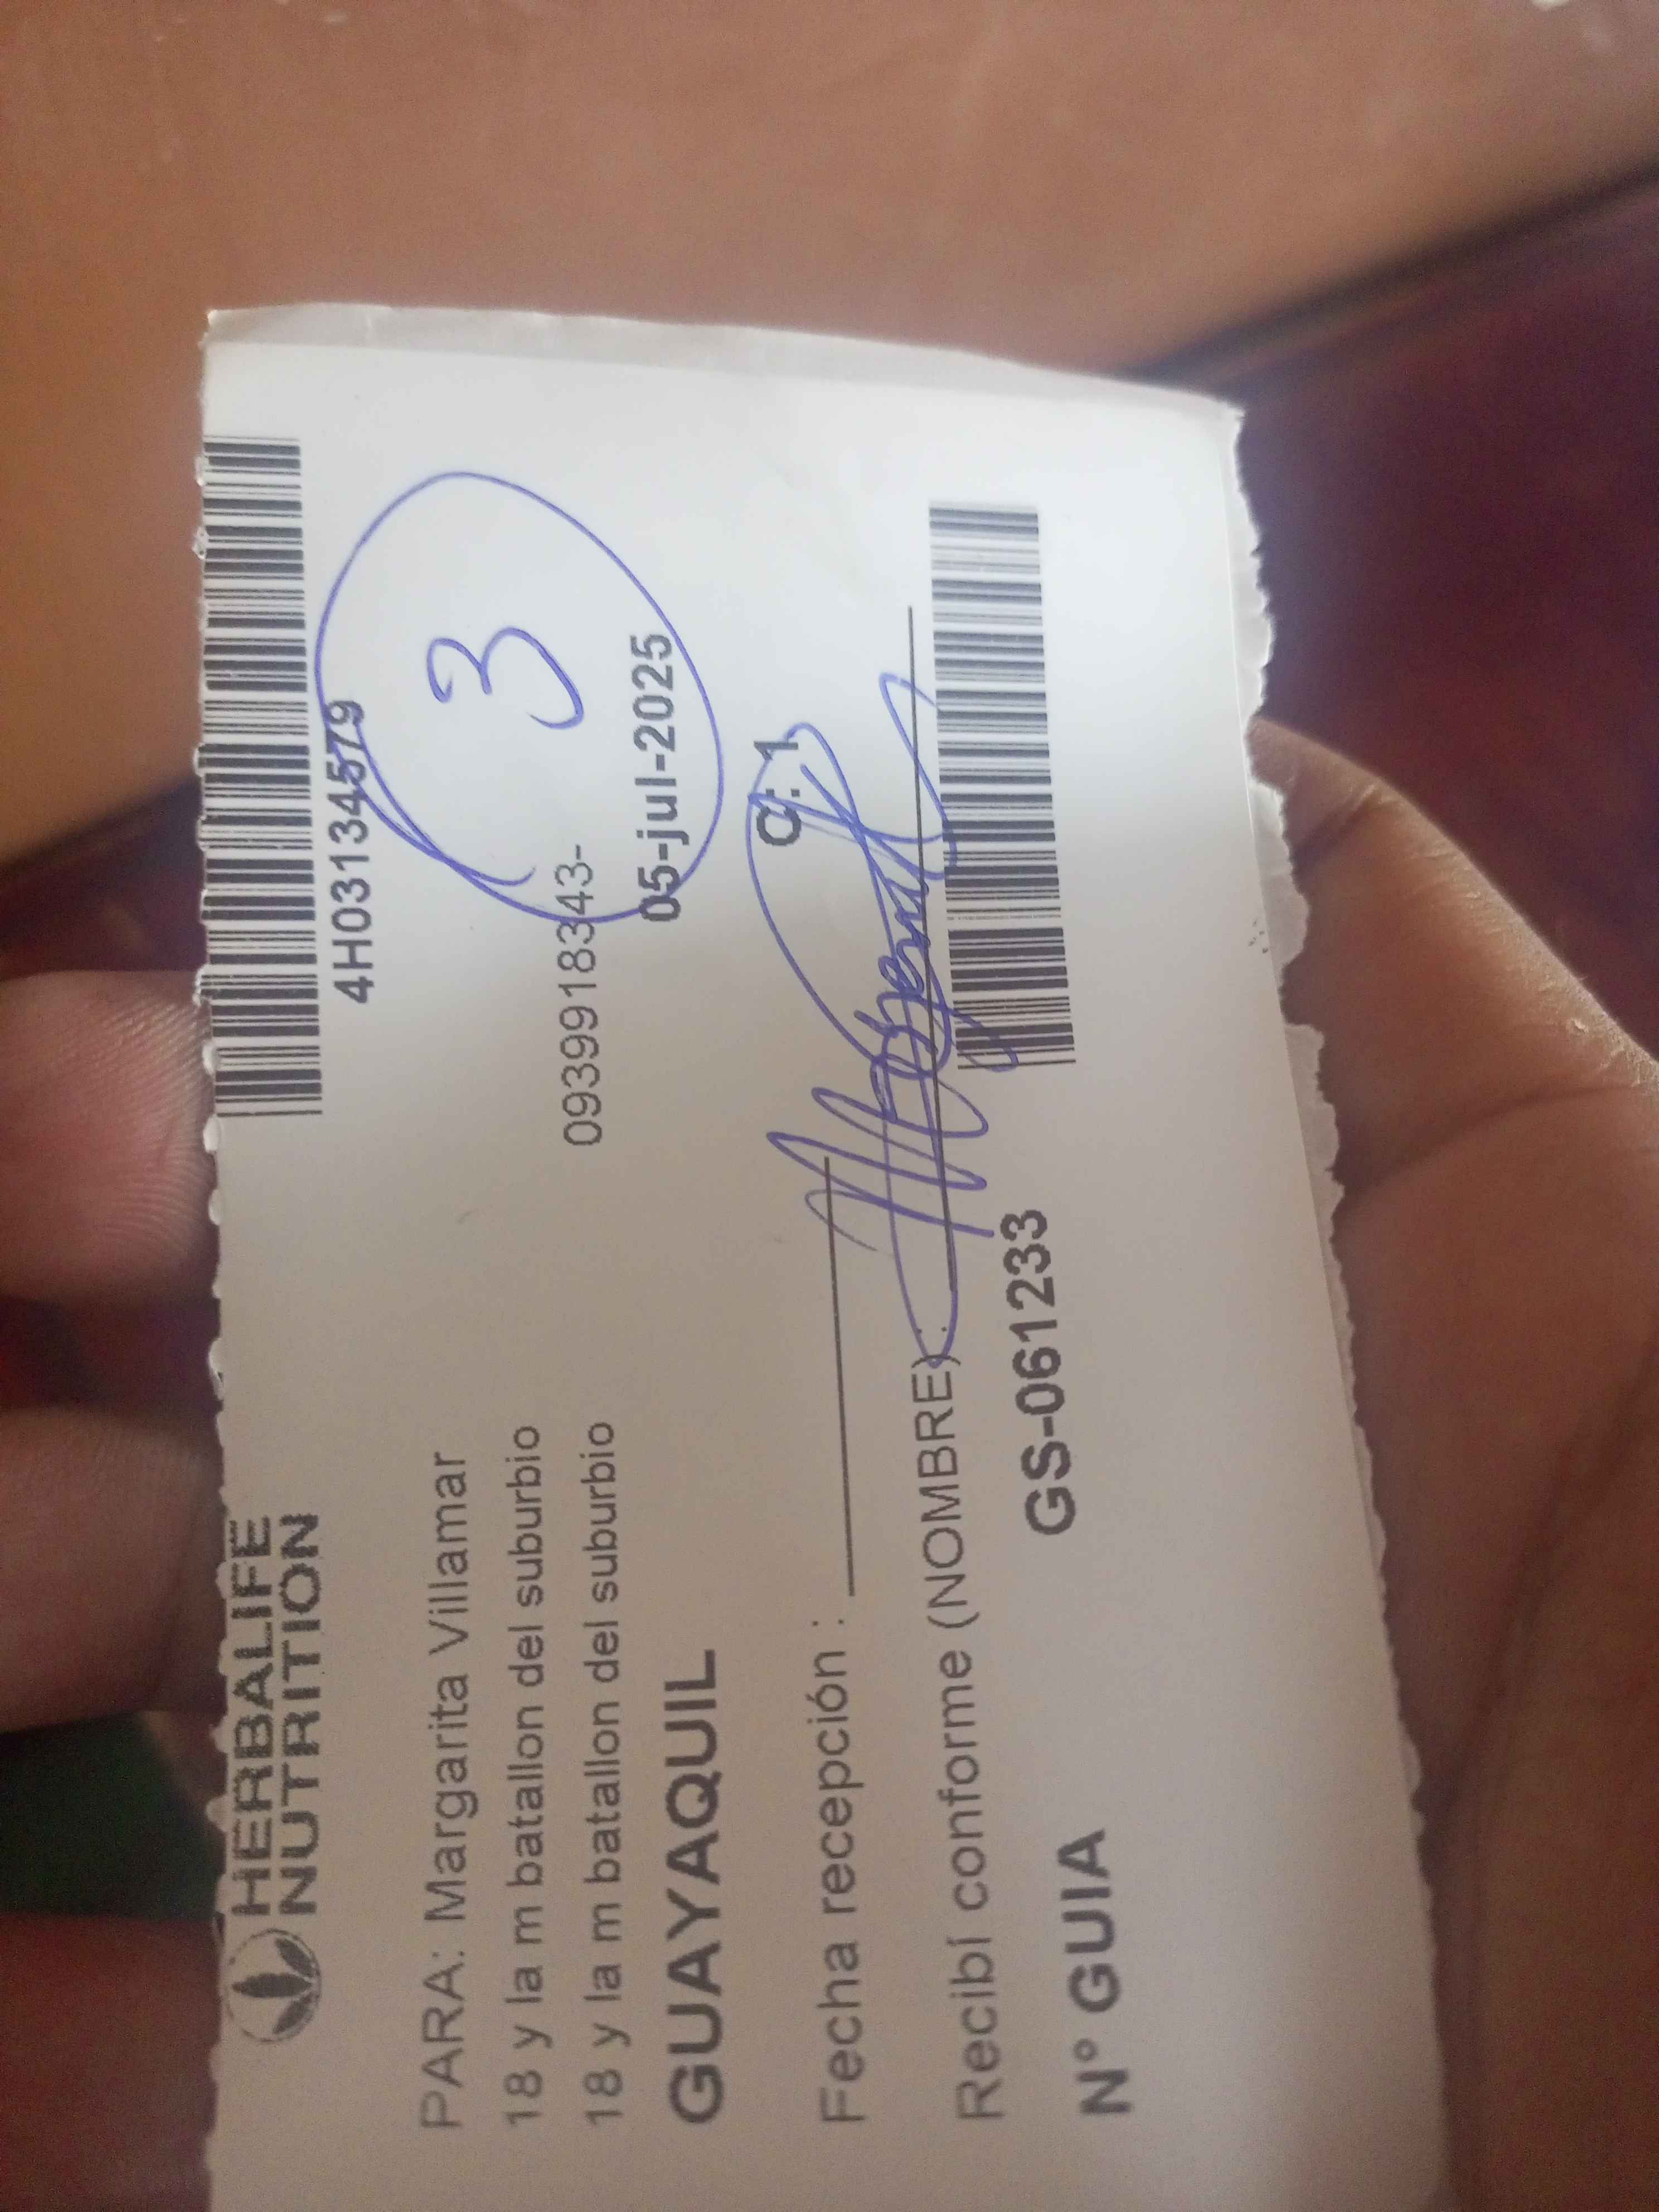 HERBALIFE
NUTRITION
4H03134579
PARA: Margarita Villamar
3
18 y la m batallon del suburbio
18 y la m batallon del suburbio
0939918343-
GUAYAQUIL
05-jul-2025
Fecha recepción :
C: 1
Recibí conforme (NOMBRE) :
N° GUIA
GS-061233